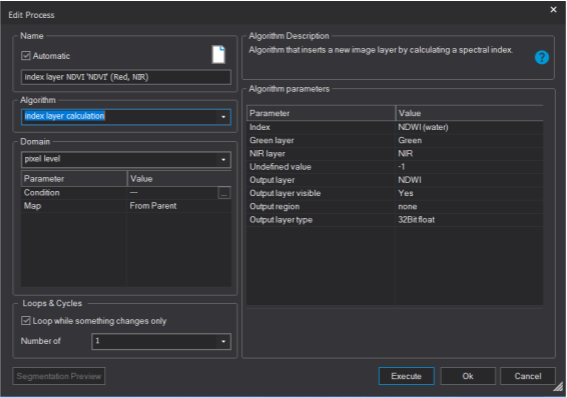 Edit Process
×
Name
Automatic
index layer NDVI 'NDVI' (Red, NIR)
Algorithm
index layer calculation
Domain
pixel level
Parameter Value
Condition --- ...
Map From Parent
Loops & Cycles
Loop while something changes only
Number of 1
Algorithm Description
Algorithm that inserts a new image layer by calculating a spectral index.
?
Algorithm parameters
Parameter Value
Index NDWI (water)
Green layer Green
NIR layer NIR
Undefined value -1
Output layer NDWI
Output layer visible Yes
Output region none
Output layer type 32Bit float
Segmentation Preview
Execute Ok Cancel